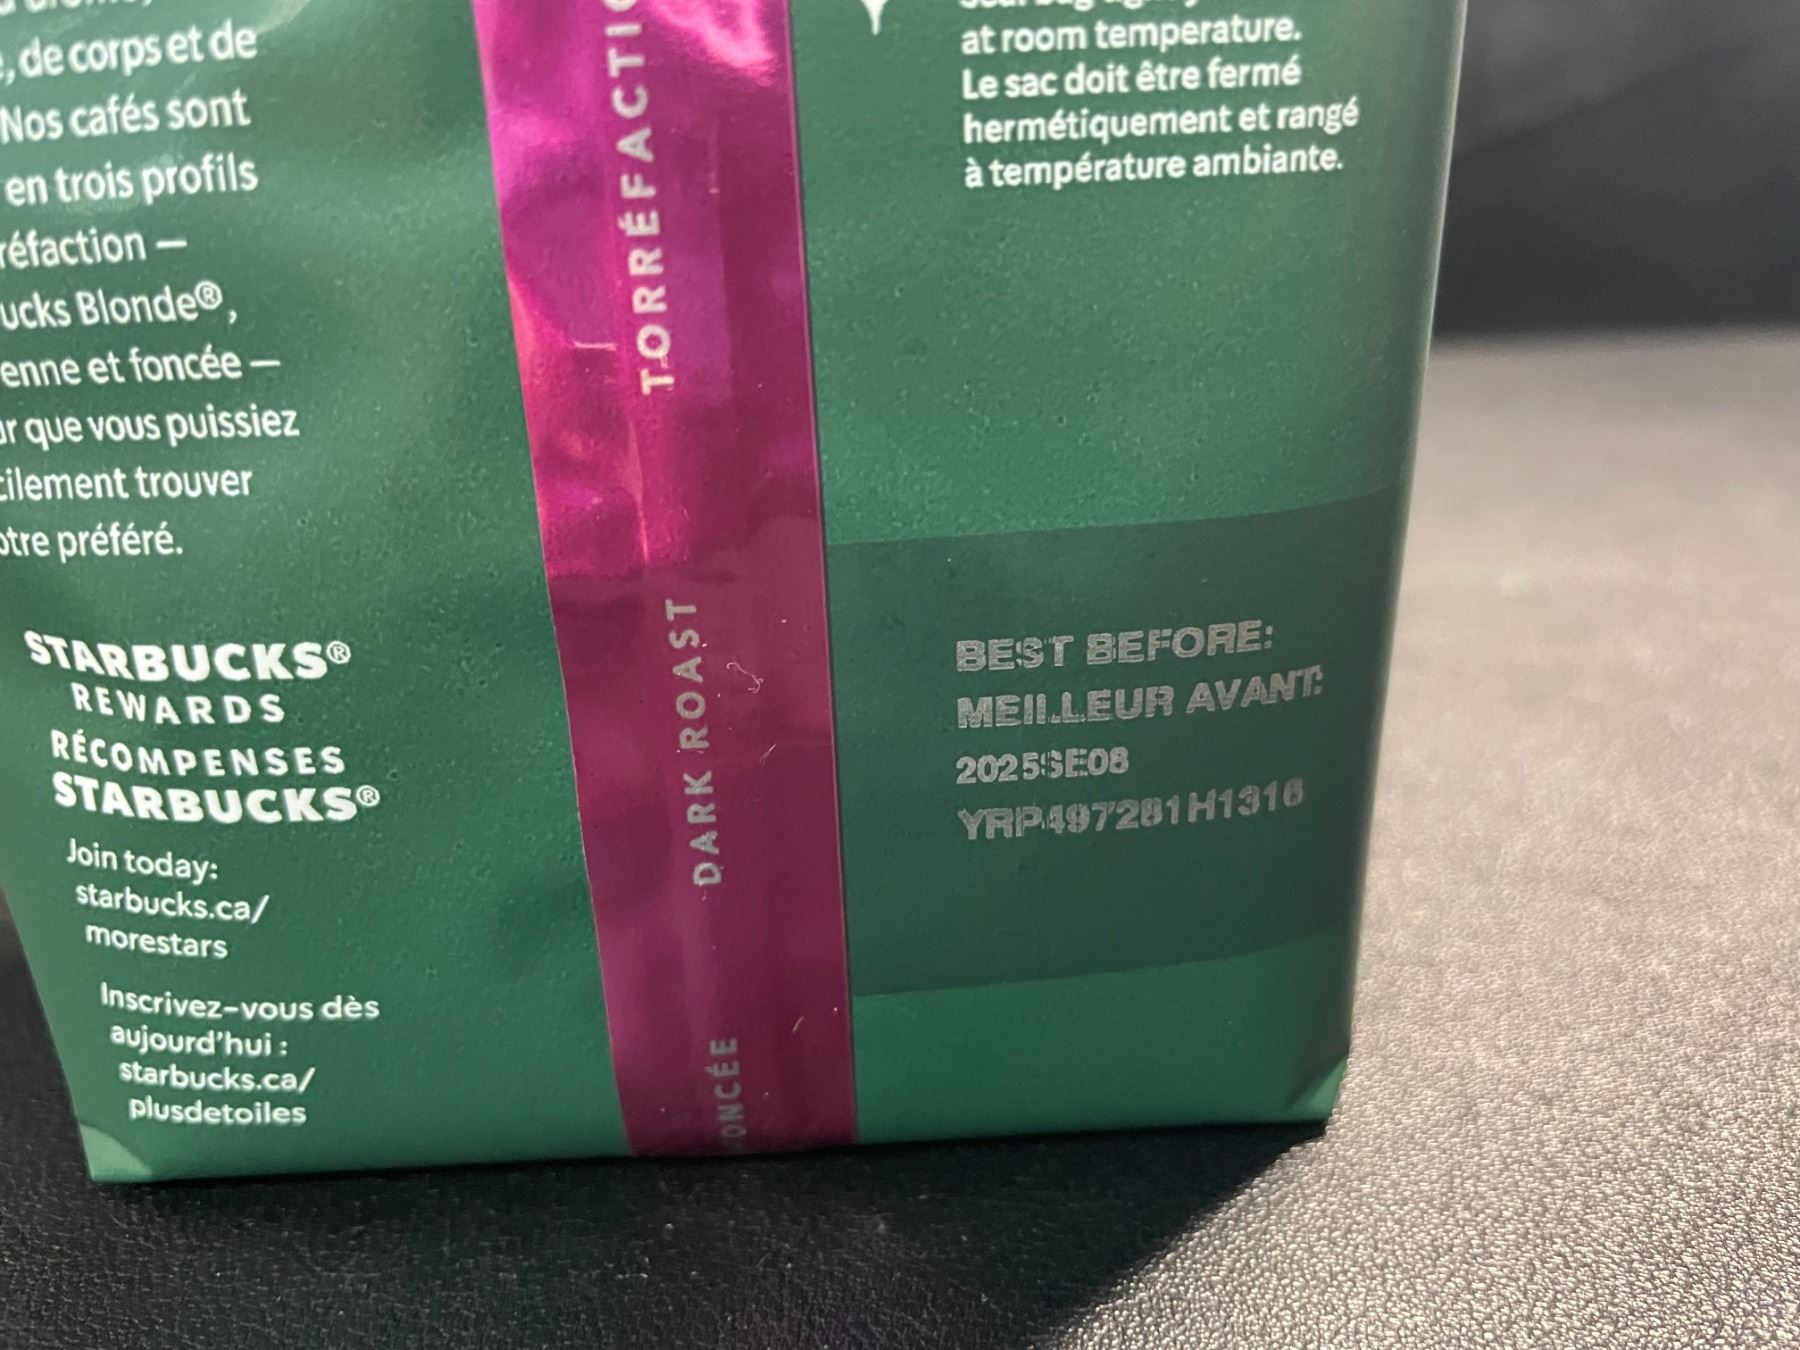 de corps et de
Nos cafés sont
en trois profils
réfaction —
ucks Blonde®,
enne et foncée —
ur que vous puissiez
cilement trouver
otre préféré.
STARBUCKS®
REWARDS
RÉCOMPENSES
STARBUCKS®
Join today:
starbucks.ca/
morestars
Inscrivez-vous dès
aujourd'hui :
starbucks.ca/
plusdetoiles
TORRÉFACTIO
DARK ROAST
ONCÉE
at room temperature.
Le sac doit être fermé
hermétiquement et rangé
à température ambiante.
BEST BEFORE:
MEILLEUR AVANT:
2025SE08
YRP497281H1316